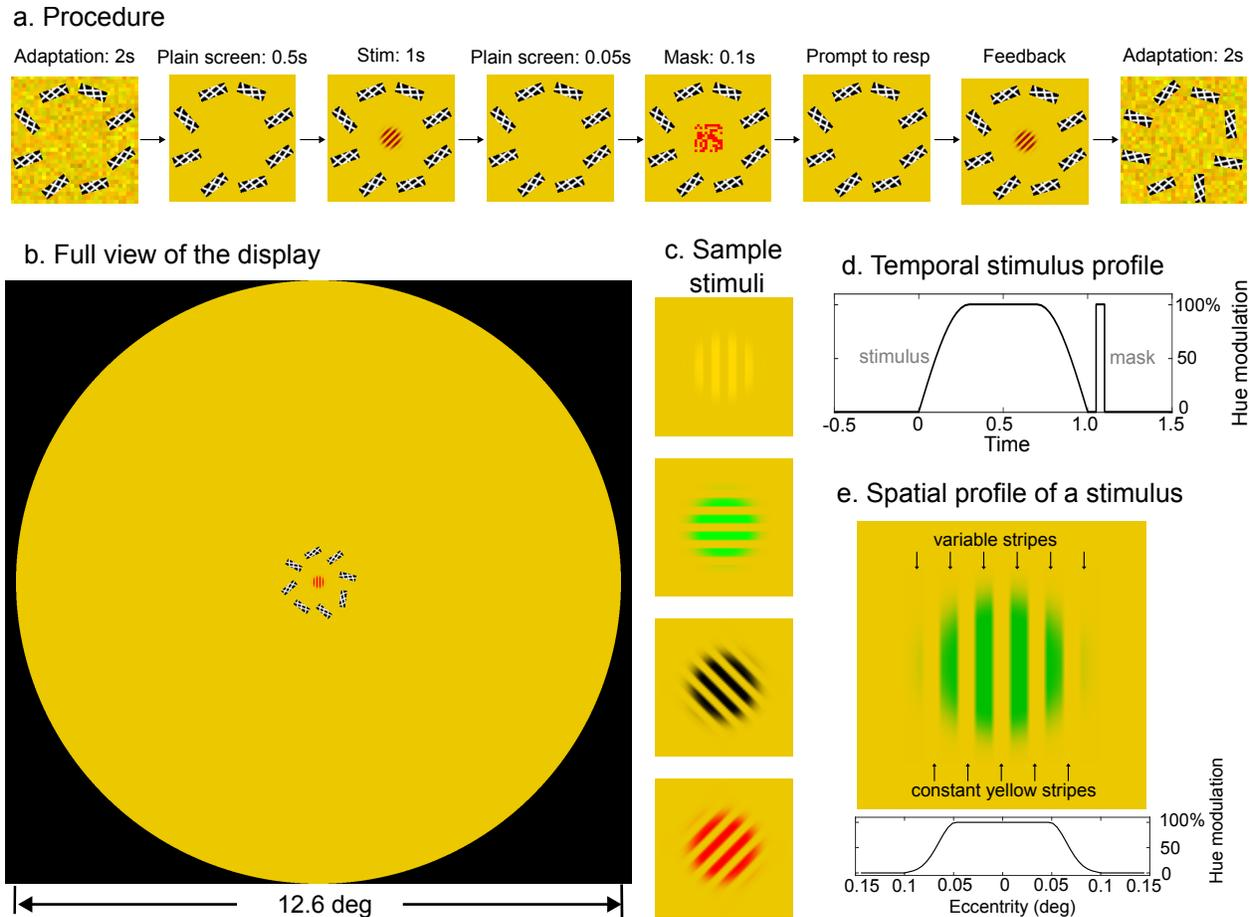 a. Procedure
Adaptation: 2s
Plain screen: 0.5s
Stim: 1s
Plain screen: 0.05s
Mask: 0.1s
Prompt to resp
Feedback
Adaptation: 2s
b. Full view of the display
12.6 deg
c. Sample
stimuli
d. Temporal stimulus profile
stimulus
mask
100%
50
0
Hue modulation
-0.5
0
0.5
1.0
1.5
Time
e. Spatial profile of a stimulus
variable stripes
constant yellow stripes
100%
50
0
Hue modulation
0.15
0.1
0.05
0
0.05
0.1
0.15
Eccentrity (deg)